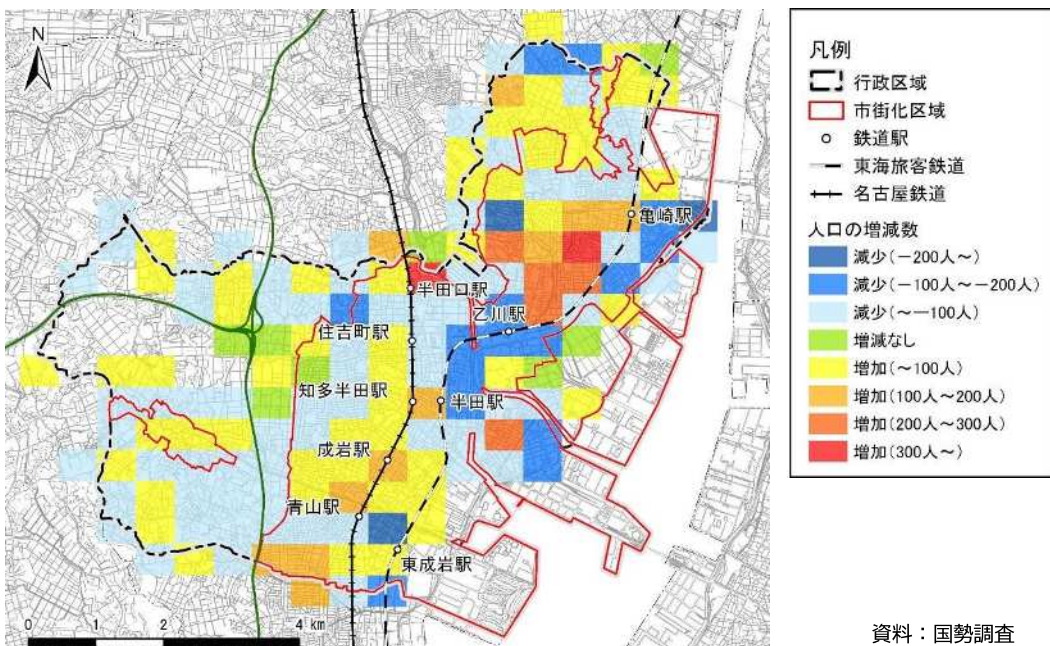 N
亀崎駅
半田口駅
乙川駅
住吉町駅
知多半田駅
半田駅
成岩駅
青山駅
東成岩駅
0 1 2 4 km
凡例
行政区域
市街化区域
鉄道駅
東海旅客鉄道
名古屋鉄道
人口の増減数
減少(-200人～)
減少(-100人～-200人)
減少(～-100人)
増減なし
増加(～100人)
増加(100人～200人)
増加(200人～300人)
増加(300人～)
資料：国勢調査